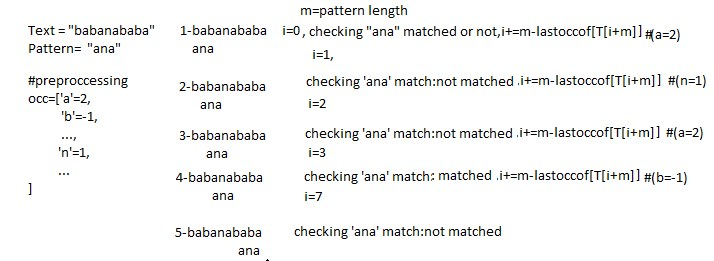 m=pattern length
Text = "babanababa"
Pattern= "ana"
#preproccessing
occ=['a'=2,
'b'=-1,
...,
'n'=1,
...
]
1-babanababa i=0, checking "ana" matched or not,i+=m-lastoccof[T[i+m]] #(a=2)
ana i=1,
2-babanababa checking 'ana' match:not matched .i+=m-lastoccof[T[i+m]] #(n=1)
ana i=2
3-babanababa checking 'ana' match:not matched .i+=m-lastoccof[T[i+m]] #(a=2)
ana i=3
4-babanababa checking 'ana' match: matched .i+=m-lastoccof[T[i+m]] #(b=-1)
ana i=7
5-babanababa checking 'ana' match:not matched
ana